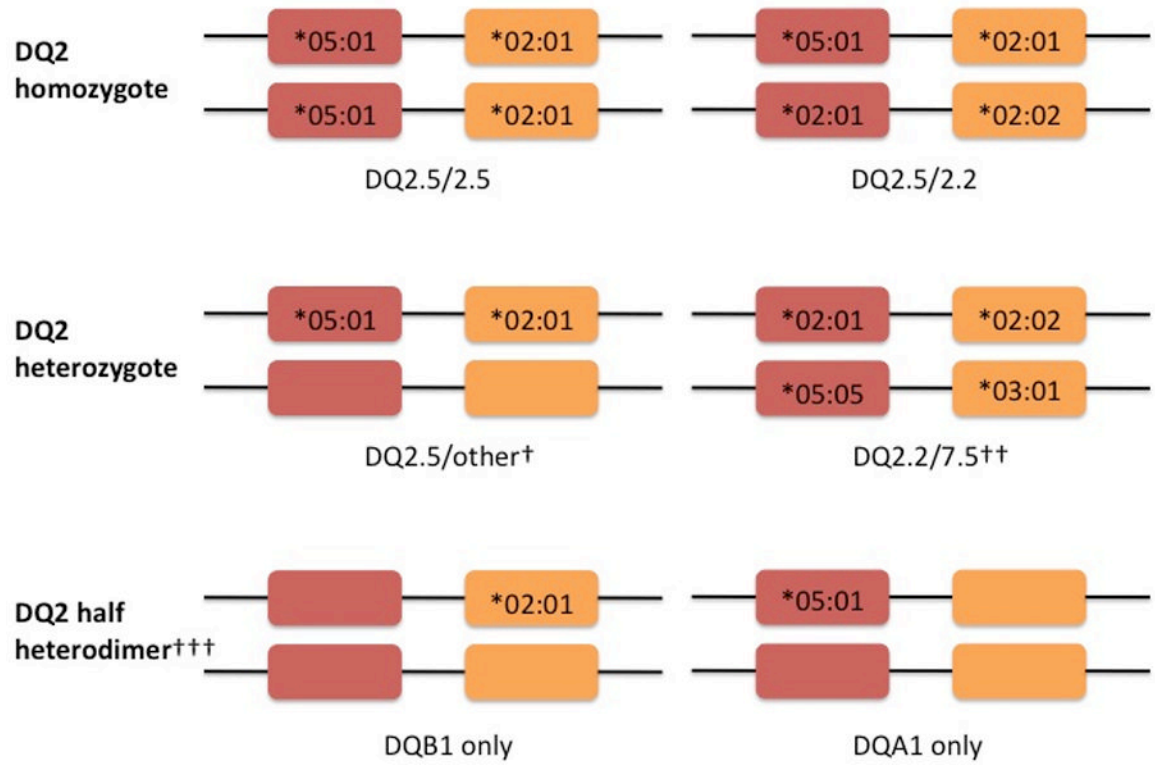 DQ2
homozygote
*05:01 *02:01 *05:01 *02:01
*05:01 *02:01 *02:01 *02:02
DQ2.5/2.5 DQ2.5/2.2
DQ2
heterozygote
*05:01 *02:01 *02:01 *02:02
*05:05 *03:01
DQ2.5/other† DQ2.2/7.5††
DQ2 half
heterodimer†††
*02:01 *05:01
DQB1 only DQA1 only